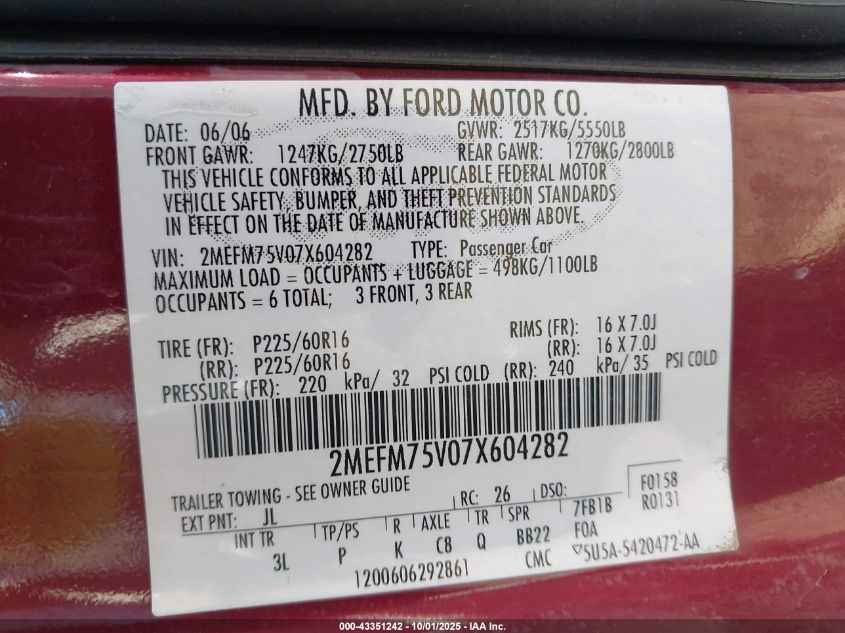 MFD. BY FORD MOTOR CO.
DATE: 06/06 GVWR: 2517KG/5550LB
FRONT GAWR: 1247KG/2750LB REAR GAWR: 1270KG/2800LB
THIS VEHICLE CONFORMS TO ALL APPLICABLE FEDERAL MOTOR
VEHICLE SAFETY, BUMPER, AND THEFT PREVENTION STANDARDS
IN EFFECT ON THE DATE OF MANUFACTURE SHOWN ABOVE.
VIN: 2MEFM75V07X604282 TYPE: Passenger Car
MAXIMUM LOAD = OCCUPANTS + LUGGAGE = 498KG/1100LB
OCCUPANTS = 6 TOTAL; 3 FRONT, 3 REAR
TIRE (FR): P225/60R16 RIMS (FR): 16 X 7.0J
(RR): P225/60R16 (RR): 16 X 7.0J
PRESSURE (FR): 220 kPa/ 32 PSI COLD (RR): 240 kPa/ 35 PSI COLD
2MEFM75V07X604282
TRAILER TOWING - SEE OWNER GUIDE
EXT PNT: JL RC: 26 DSO: F0158
R0131
INT TR TP/PS R AXLE TR SPR 7FB1B
3L P K C8 Q BB22 FOA
1200606292861 CMC 5U5A-5420472-AA
000-43351242 - 10/01/2025 - IAA Inc.